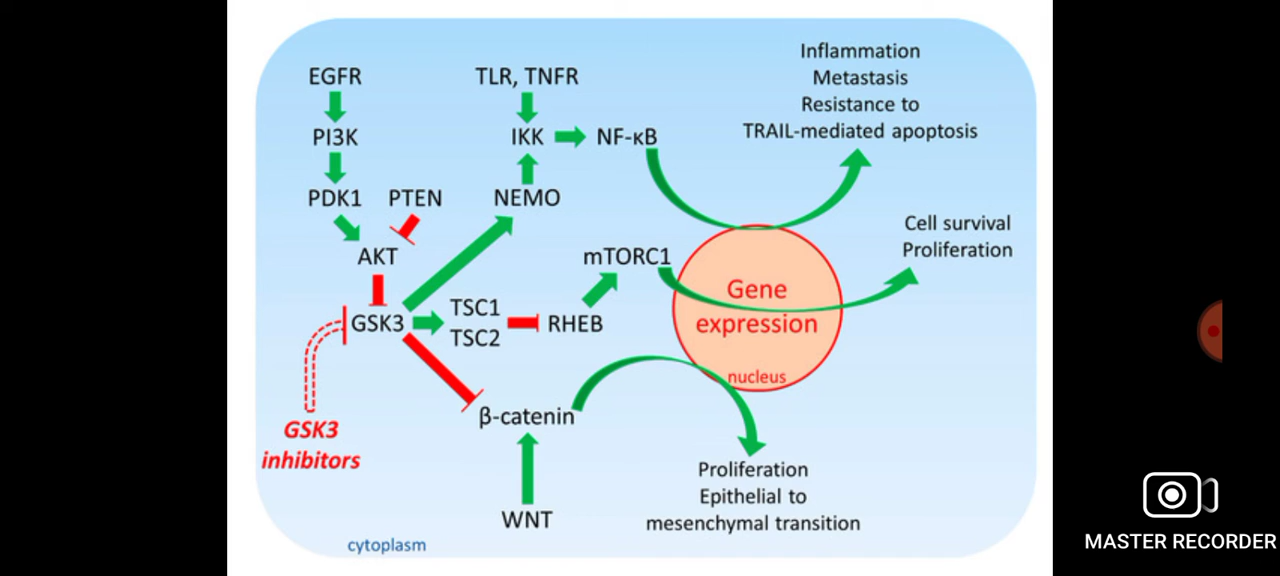 EGFR
PI3K
PDK1
PTEN
AKT
GSK3
GSK3
inhibitors
TLR, TNFR
IKK
NF-κB
NEMO
TSC1
TSC2
RHEB
mTORC1
β-catenin
WNT
Inflammation
Metastasis
Resistance to
TRAIL-mediated apoptosis
Cell survival
Proliferation
Gene
expression
nucleus
Proliferation
Epithelial to
mesenchymal transition
cytoplasm
MASTER RECORDER